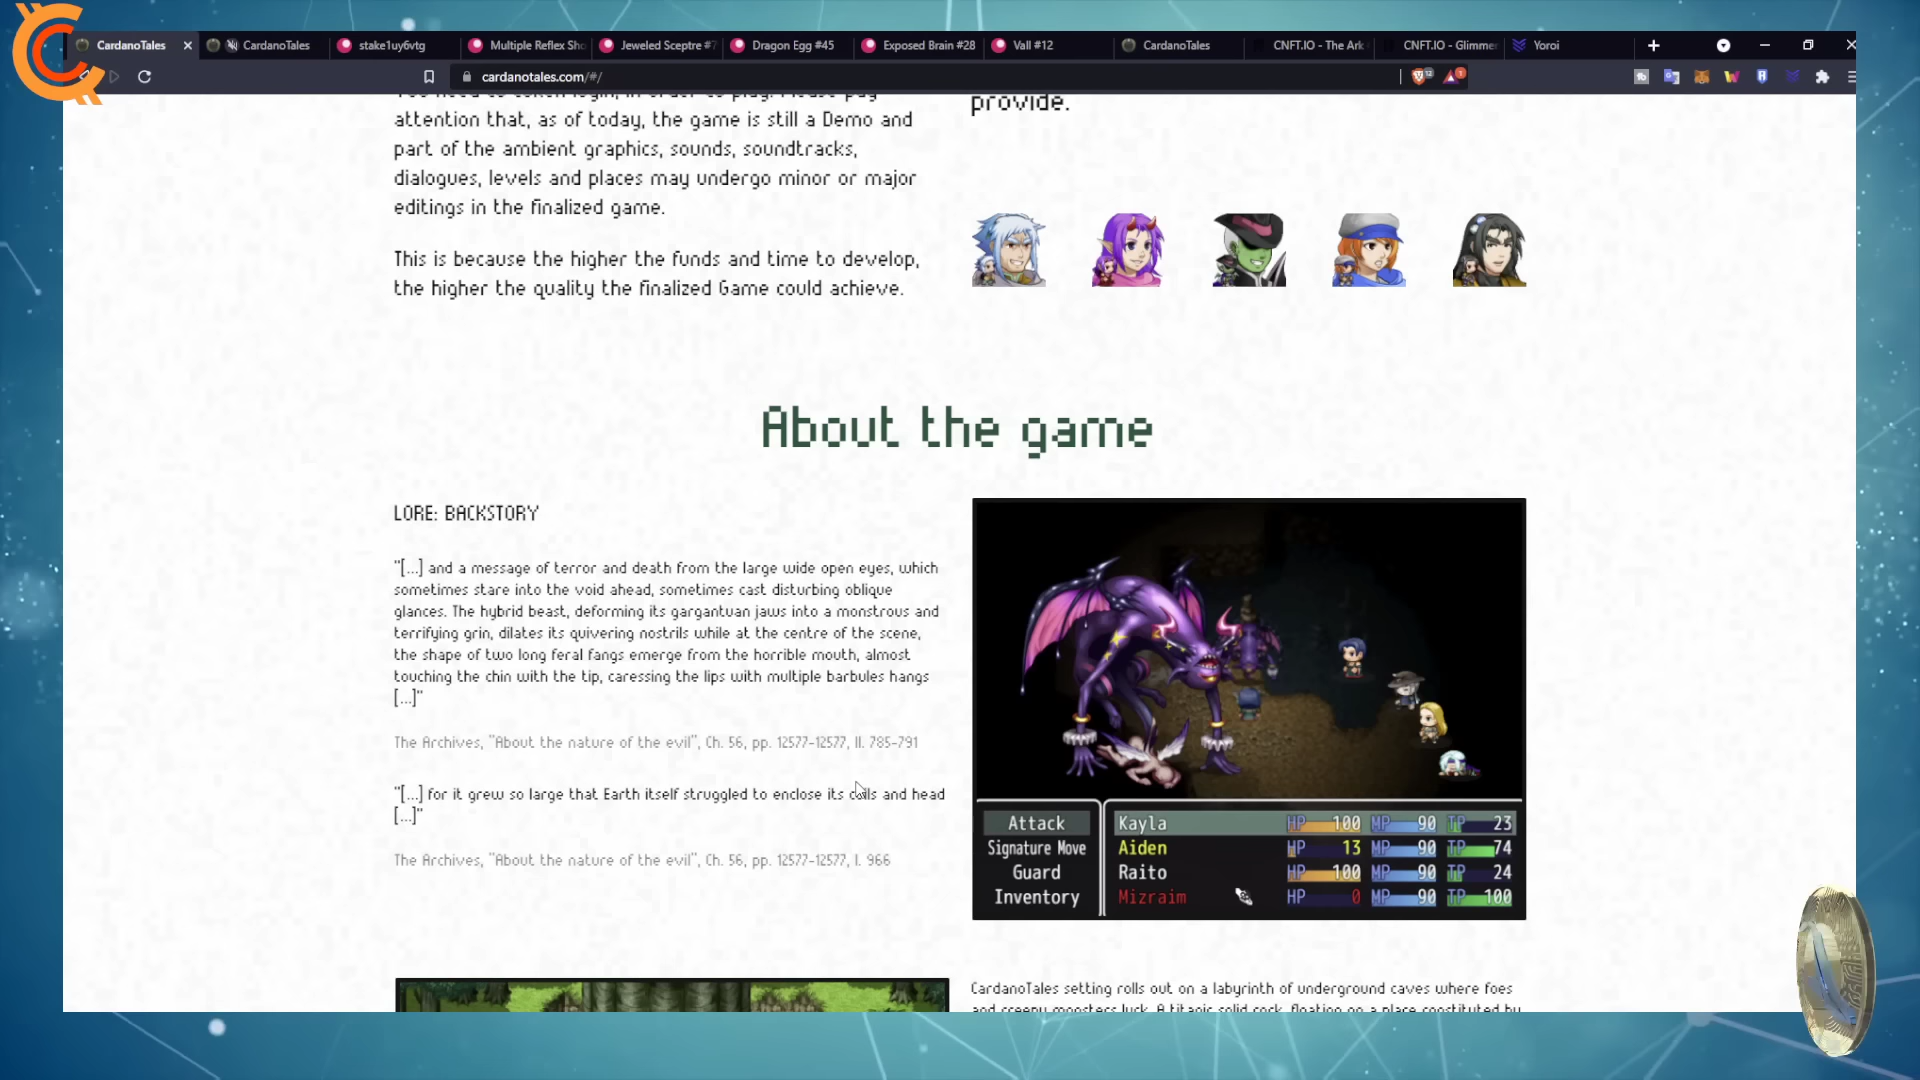 CardanoTales
CardanoTales
stake1uy6vtg
Multiple Reflex Sho
Jeweled Sceptre #7
Dragon Egg #45
Exposed Brain #28
Vall #12
CardanoTales
CNFT.IO - The Ark
CNFT.IO - Glimmer
Yoroi
cardanotales.com/#/
attention that, as of today, the game is still a Demo and
part of the ambient graphics, sounds, soundtracks,
dialogues, levels and places may undergo minor or major
editings in the finalized game.
This is because the higher the funds and time to develop,
the higher the quality the finalized Game could achieve.
provide.
About the game
LORE: BACKSTORY
"[...] and a message of terror and death from the large wide open eyes, which
sometimes stare into the void ahead, sometimes cast disturbing oblique
glances. The hybrid beast, deforming its gargantuan jaws into a monstrous and
terrifying grin, dilates its quivering nostrils while at the centre of the scene,
the shape of two long feral fangs emerge from the horrible mouth, almost
touching the chin with the tip, caressing the lips with multiple barbules hangs
[...]"
The Archives, "About the nature of the evil", Ch. 56, pp. 12577-12577, ll. 785-791
"[...] for it grew so large that Earth itself struggled to enclose its coils and head
[...]"
The Archives, "About the nature of the evil", Ch. 56, pp. 12577-12577, l. 966
Attack
Signature Move
Guard
Inventory
Kayla HP 100 MP 90 TP 23
Aiden HP 13 MP 90 TP 74
Raito HP 100 MP 90 TP 24
Mizraim HP 0 MP 90 TP 100
CardanoTales setting rolls out on a labyrinth of underground caves where foes
and creepy monsters luck. A titanic solid rock, floating on a place constituted by